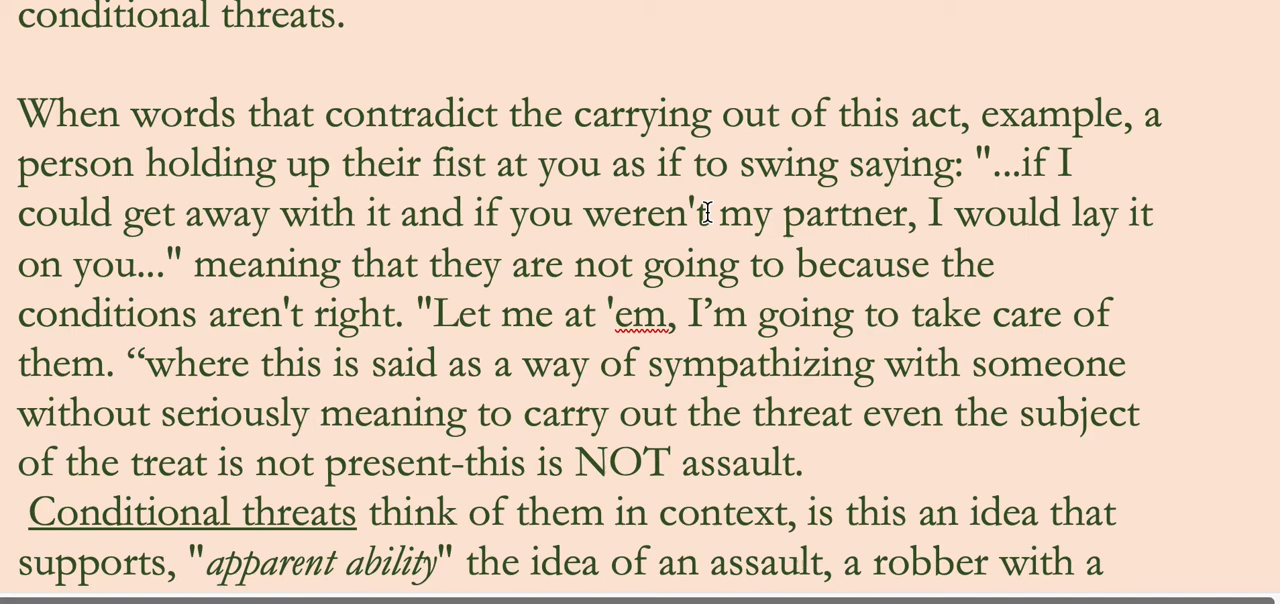 conditional threats.
When words that contradict the carrying out of this act, example, a
person holding up their fist at you as if to swing saying: "...if I
could get away with it and if you weren't my partner, I would lay it
on you..." meaning that they are not going to because the
conditions aren't right. "Let me at 'em, I’m going to take care of
them. “where this is said as a way of sympathizing with someone
without seriously meaning to carry out the threat even the subject
of the treat is not present-this is NOT assault.
Conditional threats think of them in context, is this an idea that
supports, "apparent ability" the idea of an assault, a robber with a